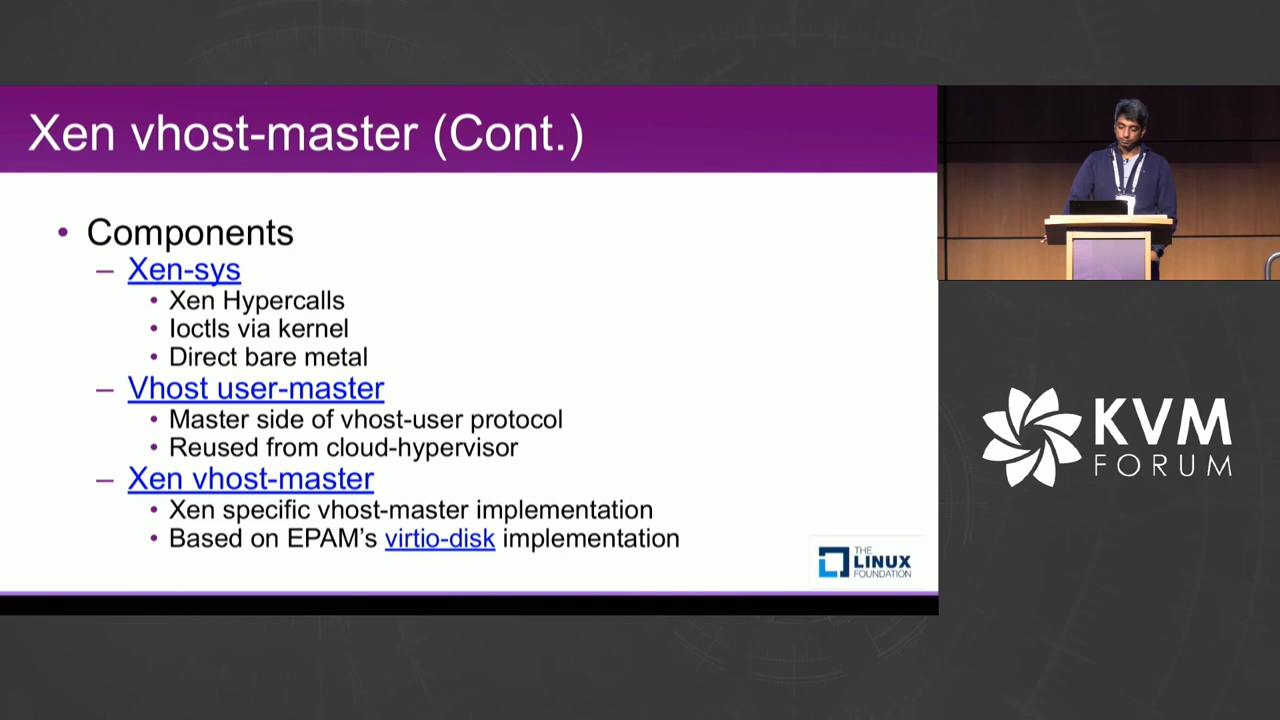 Xen vhost-master (Cont.)
• Components
– Xen-sys
• Xen Hypercalls
• Ioctls via kernel
• Direct bare metal
– Vhost user-master
• Master side of vhost-user protocol
• Reused from cloud-hypervisor
– Xen vhost-master
• Xen specific vhost-master implementation
• Based on EPAM's virtio-disk implementation
THE
LINUX
FOUNDATION
KVM
FORUM